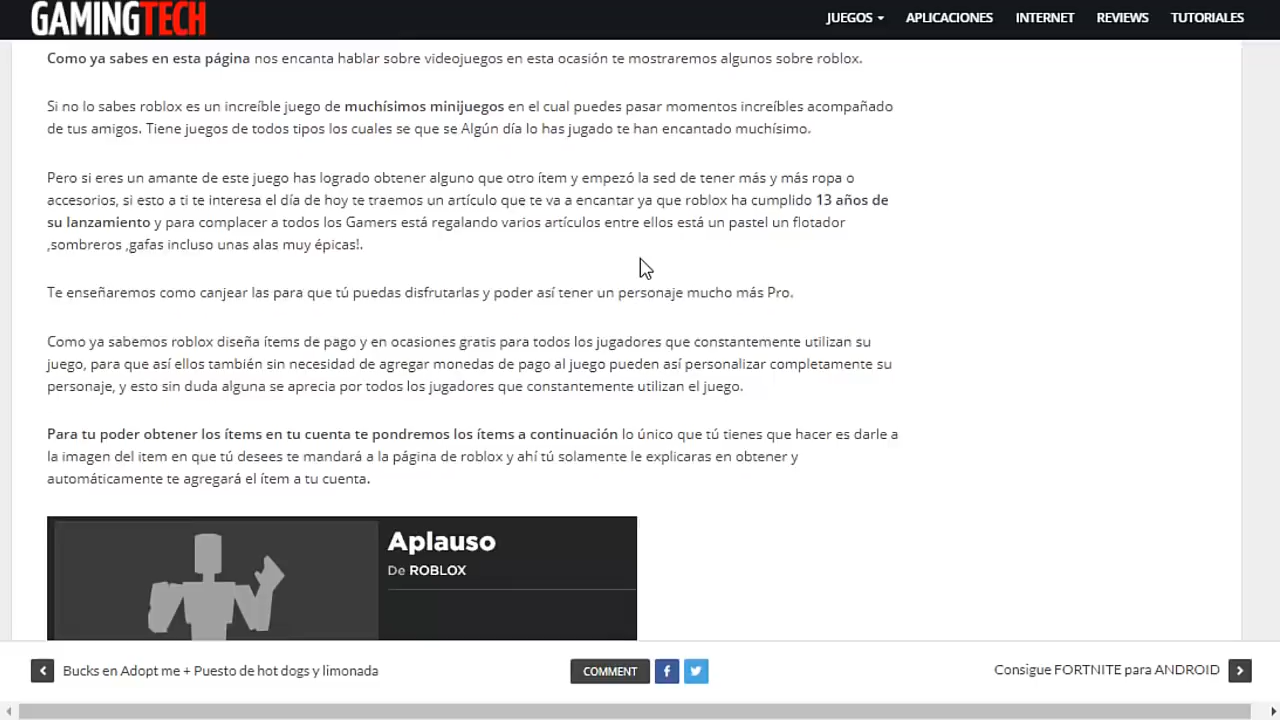 GAMINGTECH
JUEGOS
APLICACIONES
INTERNET
REVIEWS
TUTORIALES
Como ya sabes en esta página nos encanta hablar sobre videojuegos en esta ocasión te mostraremos algunos sobre roblox.
Si no lo sabes roblox es un increíble juego de muchísimos minijuegos en el cual puedes pasar momentos increíbles acompañado
de tus amigos. Tiene juegos de todos tipos los cuales se que se Algún día lo has jugado te han encantado muchísimo.
Pero si eres un amante de este juego has logrado obtener alguno que otro ítem y empezó la sed de tener más y más ropa o
accesorios, si esto a ti te interesa el día de hoy te traemos un artículo que te va a encantar ya que roblox ha cumplido 13 años de
su lanzamiento y para complacer a todos los Gamers está regalando varios artículos entre ellos está un pastel un flotador
,sombreros ,gafas incluso unas alas muy épicas!.
Te enseñaremos como canjear las para que tú puedas disfrutarlas y poder así tener un personaje mucho más Pro.
Como ya sabemos roblox diseña ítems de pago y en ocasiones gratis para todos los jugadores que constantemente utilizan su
juego, para que así ellos también sin necesidad de agregar monedas de pago al juego pueden así personalizar completamente su
personaje, y esto sin duda alguna se aprecia por todos los jugadores que constantemente utilizan el juego.
Para tu poder obtener los ítems en tu cuenta te pondremos los ítems a continuación lo único que tú tienes que hacer es darle a
la imagen del item en que tú desees te mandará a la página de roblox y ahí tú solamente le explicaras en obtener y
automáticamente te agregará el ítem a tu cuenta.
Aplauso
De ROBLOX
Bucks en Adopt me + Puesto de hot dogs y limonada
COMMENT
Consigue FORTNITE para ANDROID